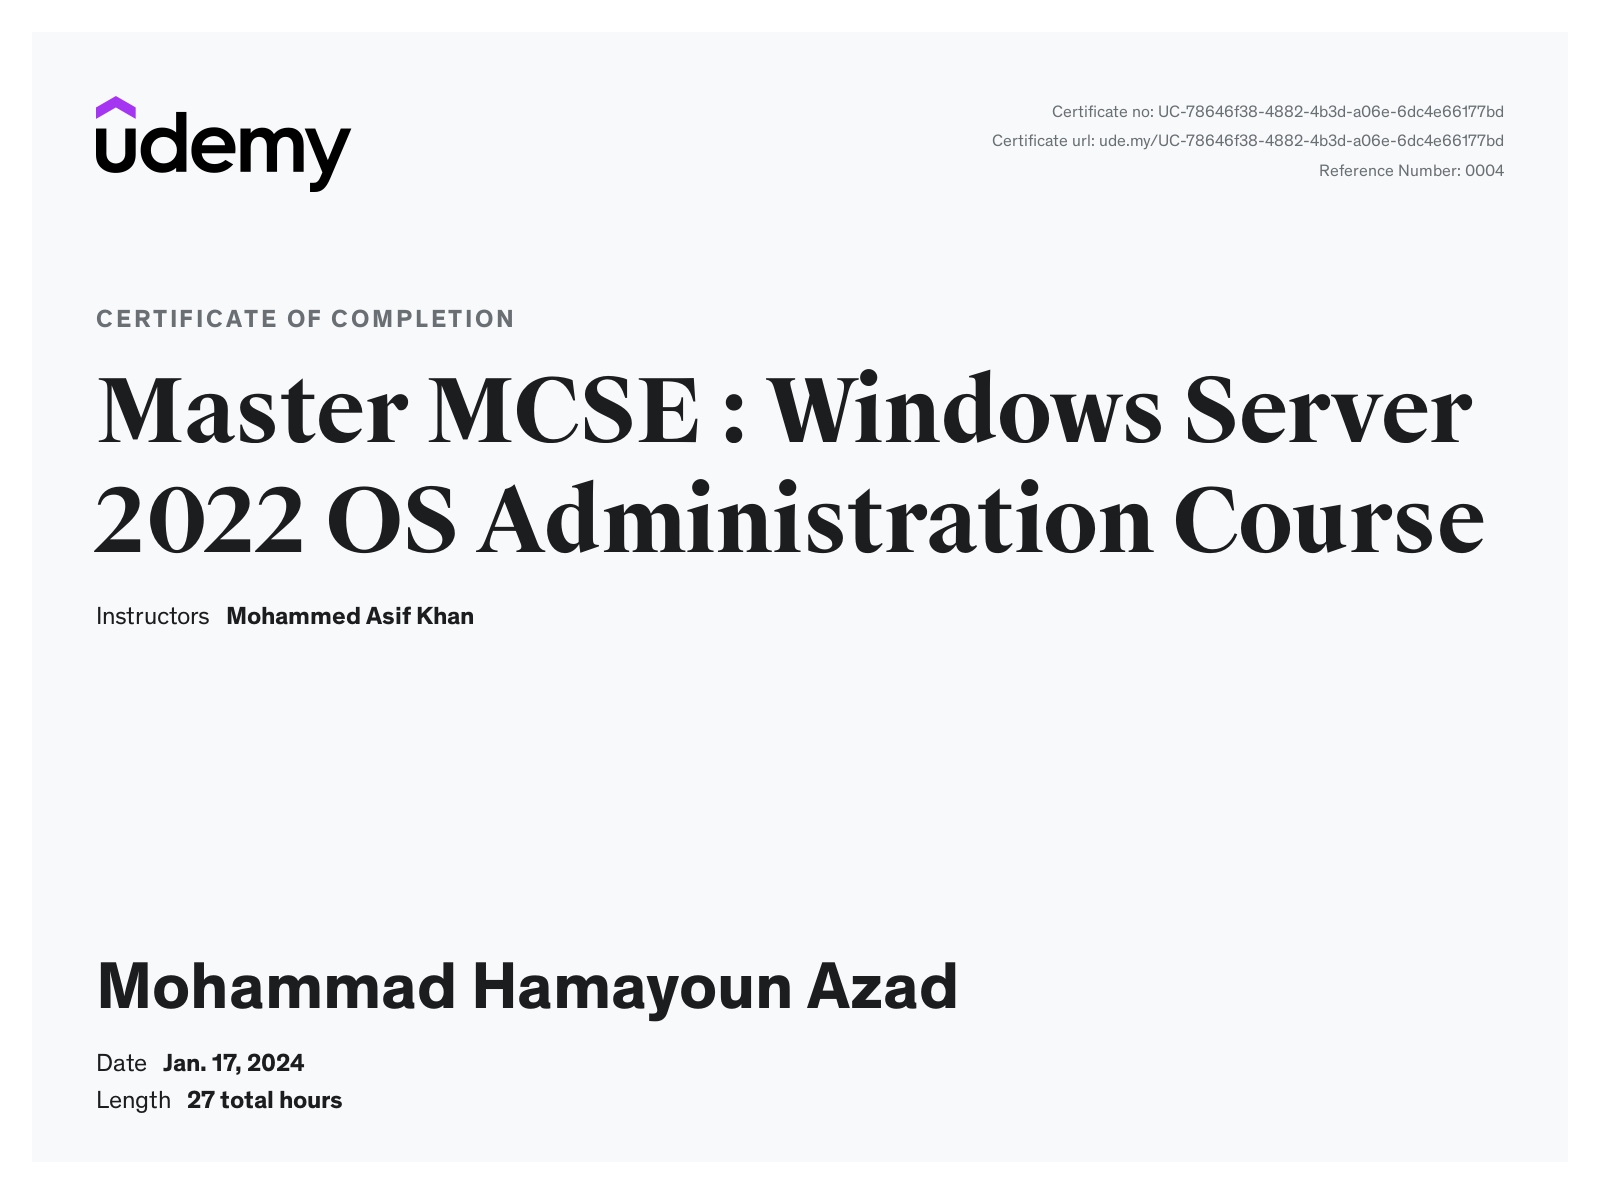 udemy
Certificate no: UC-78646f38-4882-4b3d-a06e-6dc4e66177bd
Certificate url: ude.my/UC-78646f38-4882-4b3d-a06e-6dc4e66177bd
Reference Number: 0004
CERTIFICATE OF COMPLETION
Master MCSE : Windows Server
2022 OS Administration Course
Instructors Mohammed Asif Khan
Mohammad Hamayoun Azad
Date Jan. 17, 2024
Length 27 total hours